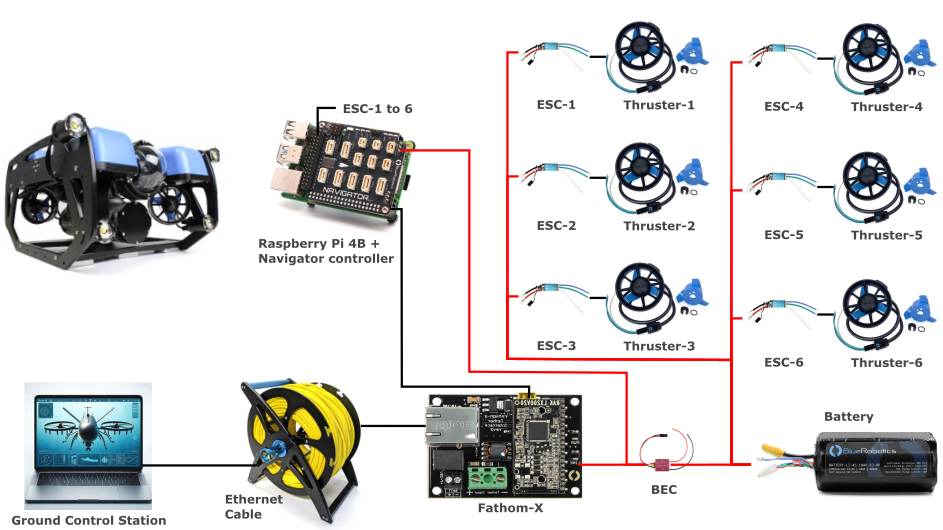 ESC-1 to 6
NAVIGATOR
Raspberry Pi 4B +
Navigator controller
ESC-1
Thruster-1
ESC-4
Thruster-4
ESC-2
Thruster-2
ESC-5
Thruster-5
ESC-3
Thruster-3
ESC-6
Thruster-6
Ground Control Station
Ethernet
Cable
Fathom-X
BEC
Battery
BlueRobotics